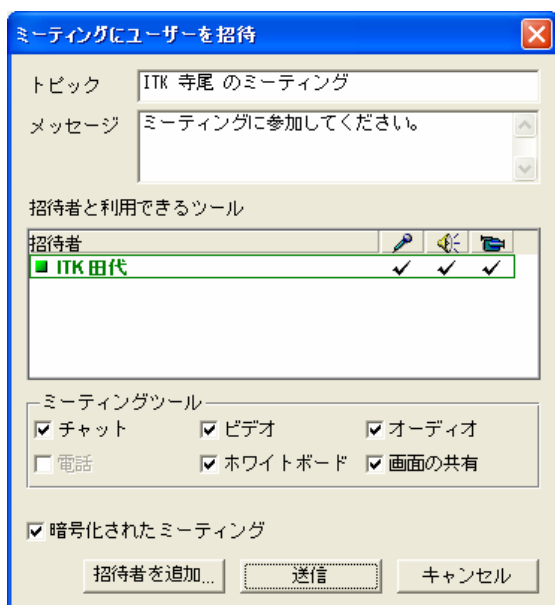 ミーティングにユーザーを招待
トピック ITK 寺尾 のミーティング
メッセージ ミーティングに参加してください。
招待者と利用できるツール
招待者
ITK 田代
ミーティングツール
チャット ビデオ オーディオ
電話 ホワイトボード 画面の共有
暗号化されたミーティング
招待者を追加... 送信 キャンセル